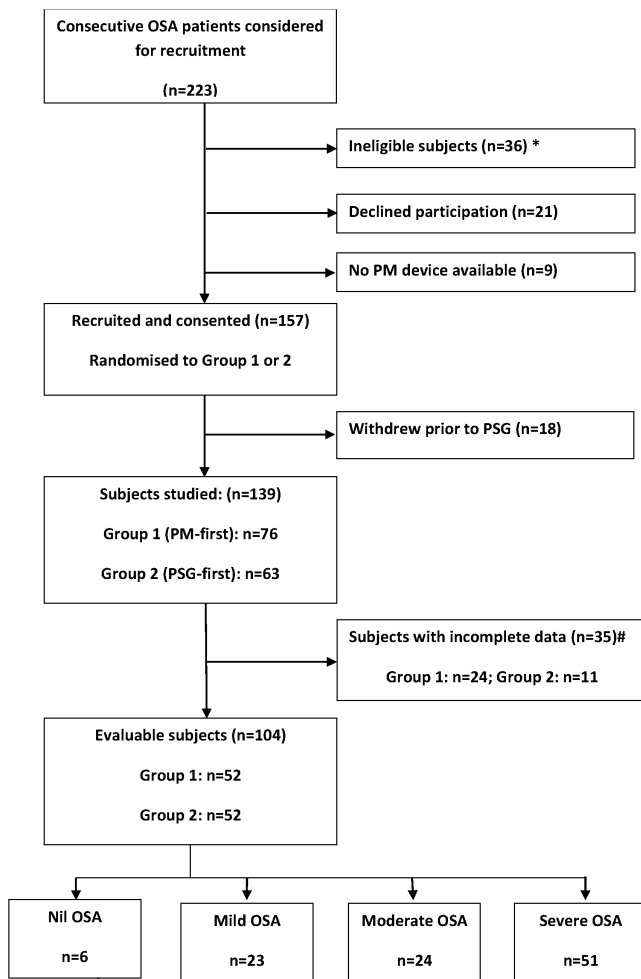 Consecutive OSA patients considered
for recruitment
(n=223)
Ineligible subjects (n=36) *
Declined participation (n=21)
No PM device available (n=9)
Recruited and consented (n=157)
Randomised to Group 1 or 2
Withdrew prior to PSG (n=18)
Subjects studied: (n=139)
Group 1 (PM-first): n=76
Group 2 (PSG-first): n=63
Subjects with incomplete data (n=35)#
Group 1: n=24; Group 2: n=11
Evaluable subjects (n=104)
Group 1: n=52
Group 2: n=52
Nil OSA
n=6
Mild OSA
n=23
Moderate OSA
n=24
Severe OSA
n=51